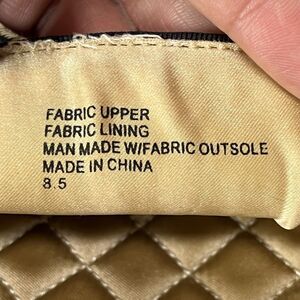 FABRIC UPPER
FABRIC LINING
MAN MADE W/FABRIC OUTSOLE
MADE IN CHINA
8.5